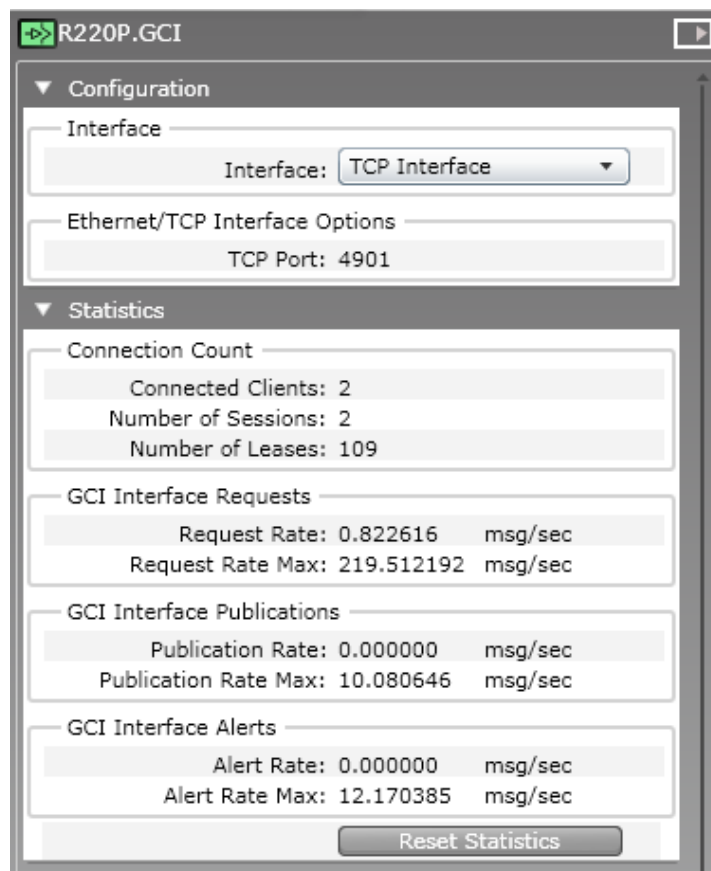 R220P.GCI
Configuration
Interface
Interface: TCP Interface
Ethernet/TCP Interface Options
TCP Port: 4901
Statistics
Connection Count
Connected Clients: 2
Number of Sessions: 2
Number of Leases: 109
GCI Interface Requests
Request Rate: 0.822616 msg/sec
Request Rate Max: 219.512192 msg/sec
GCI Interface Publications
Publication Rate: 0.000000 msg/sec
Publication Rate Max: 10.080646 msg/sec
GCI Interface Alerts
Alert Rate: 0.000000 msg/sec
Alert Rate Max: 12.170385 msg/sec
Reset Statistics